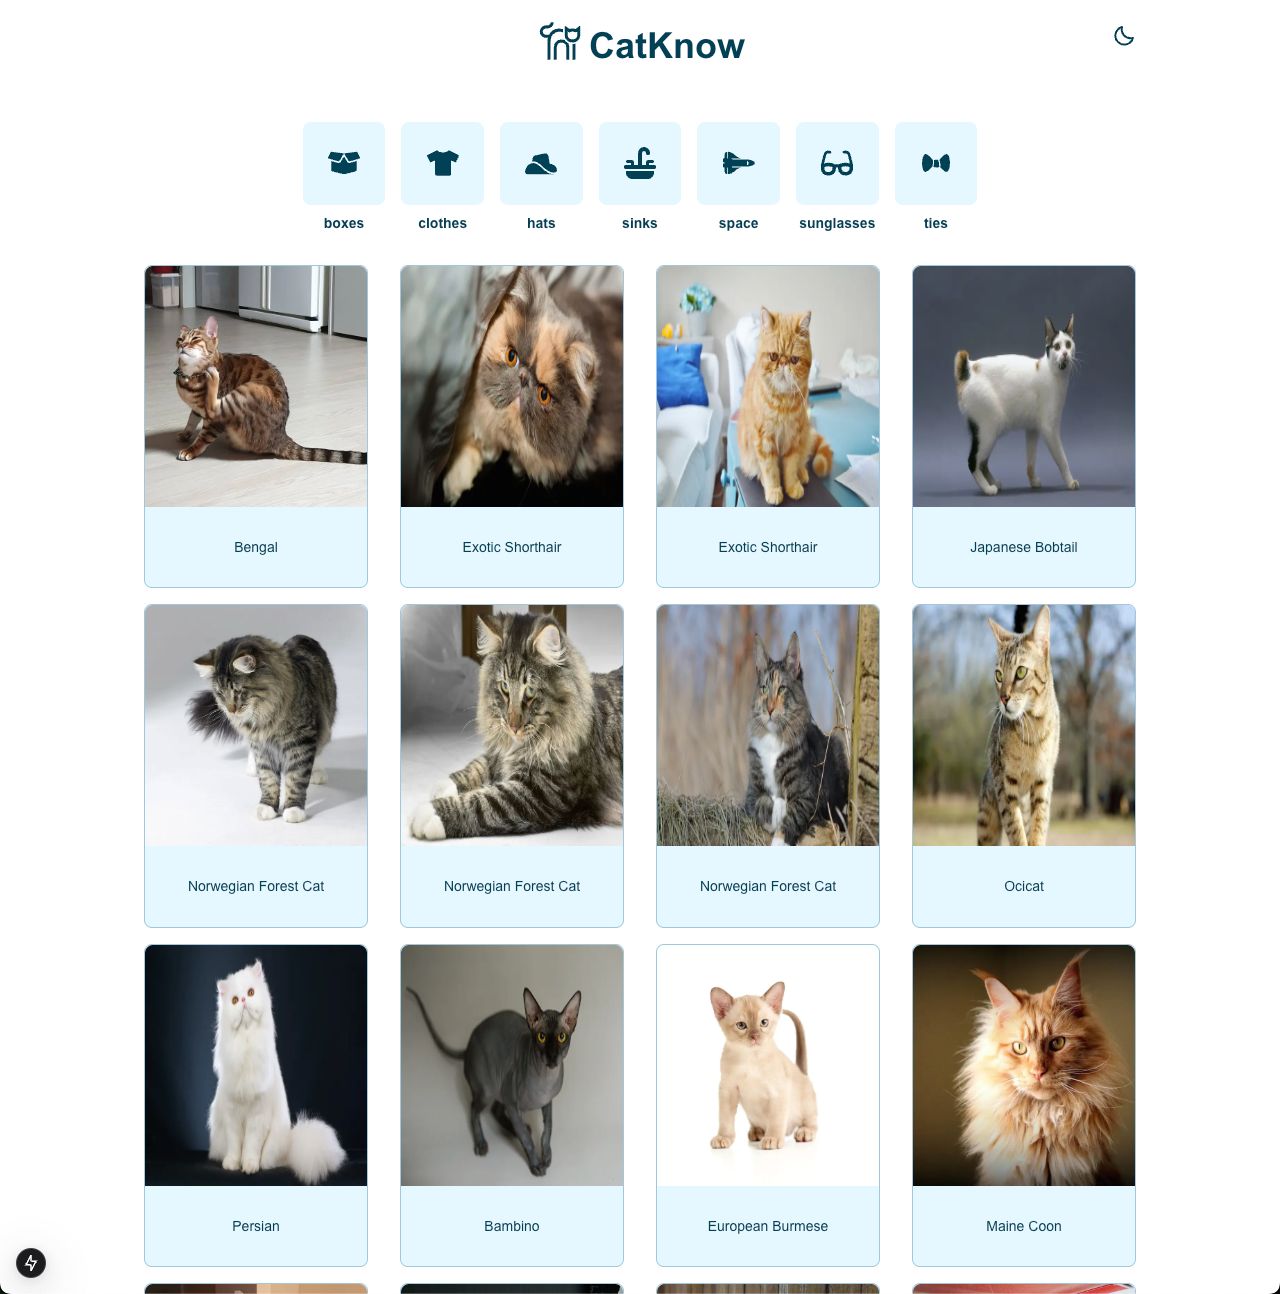 CatKnow
boxes
clothes
hats
sinks
space
sunglasses
ties
Bengal
Exotic Shorthair
Exotic Shorthair
Japanese Bobtail
Norwegian Forest Cat
Norwegian Forest Cat
Norwegian Forest Cat
Ocicat
Persian
Bambino
European Burmese
Maine Coon